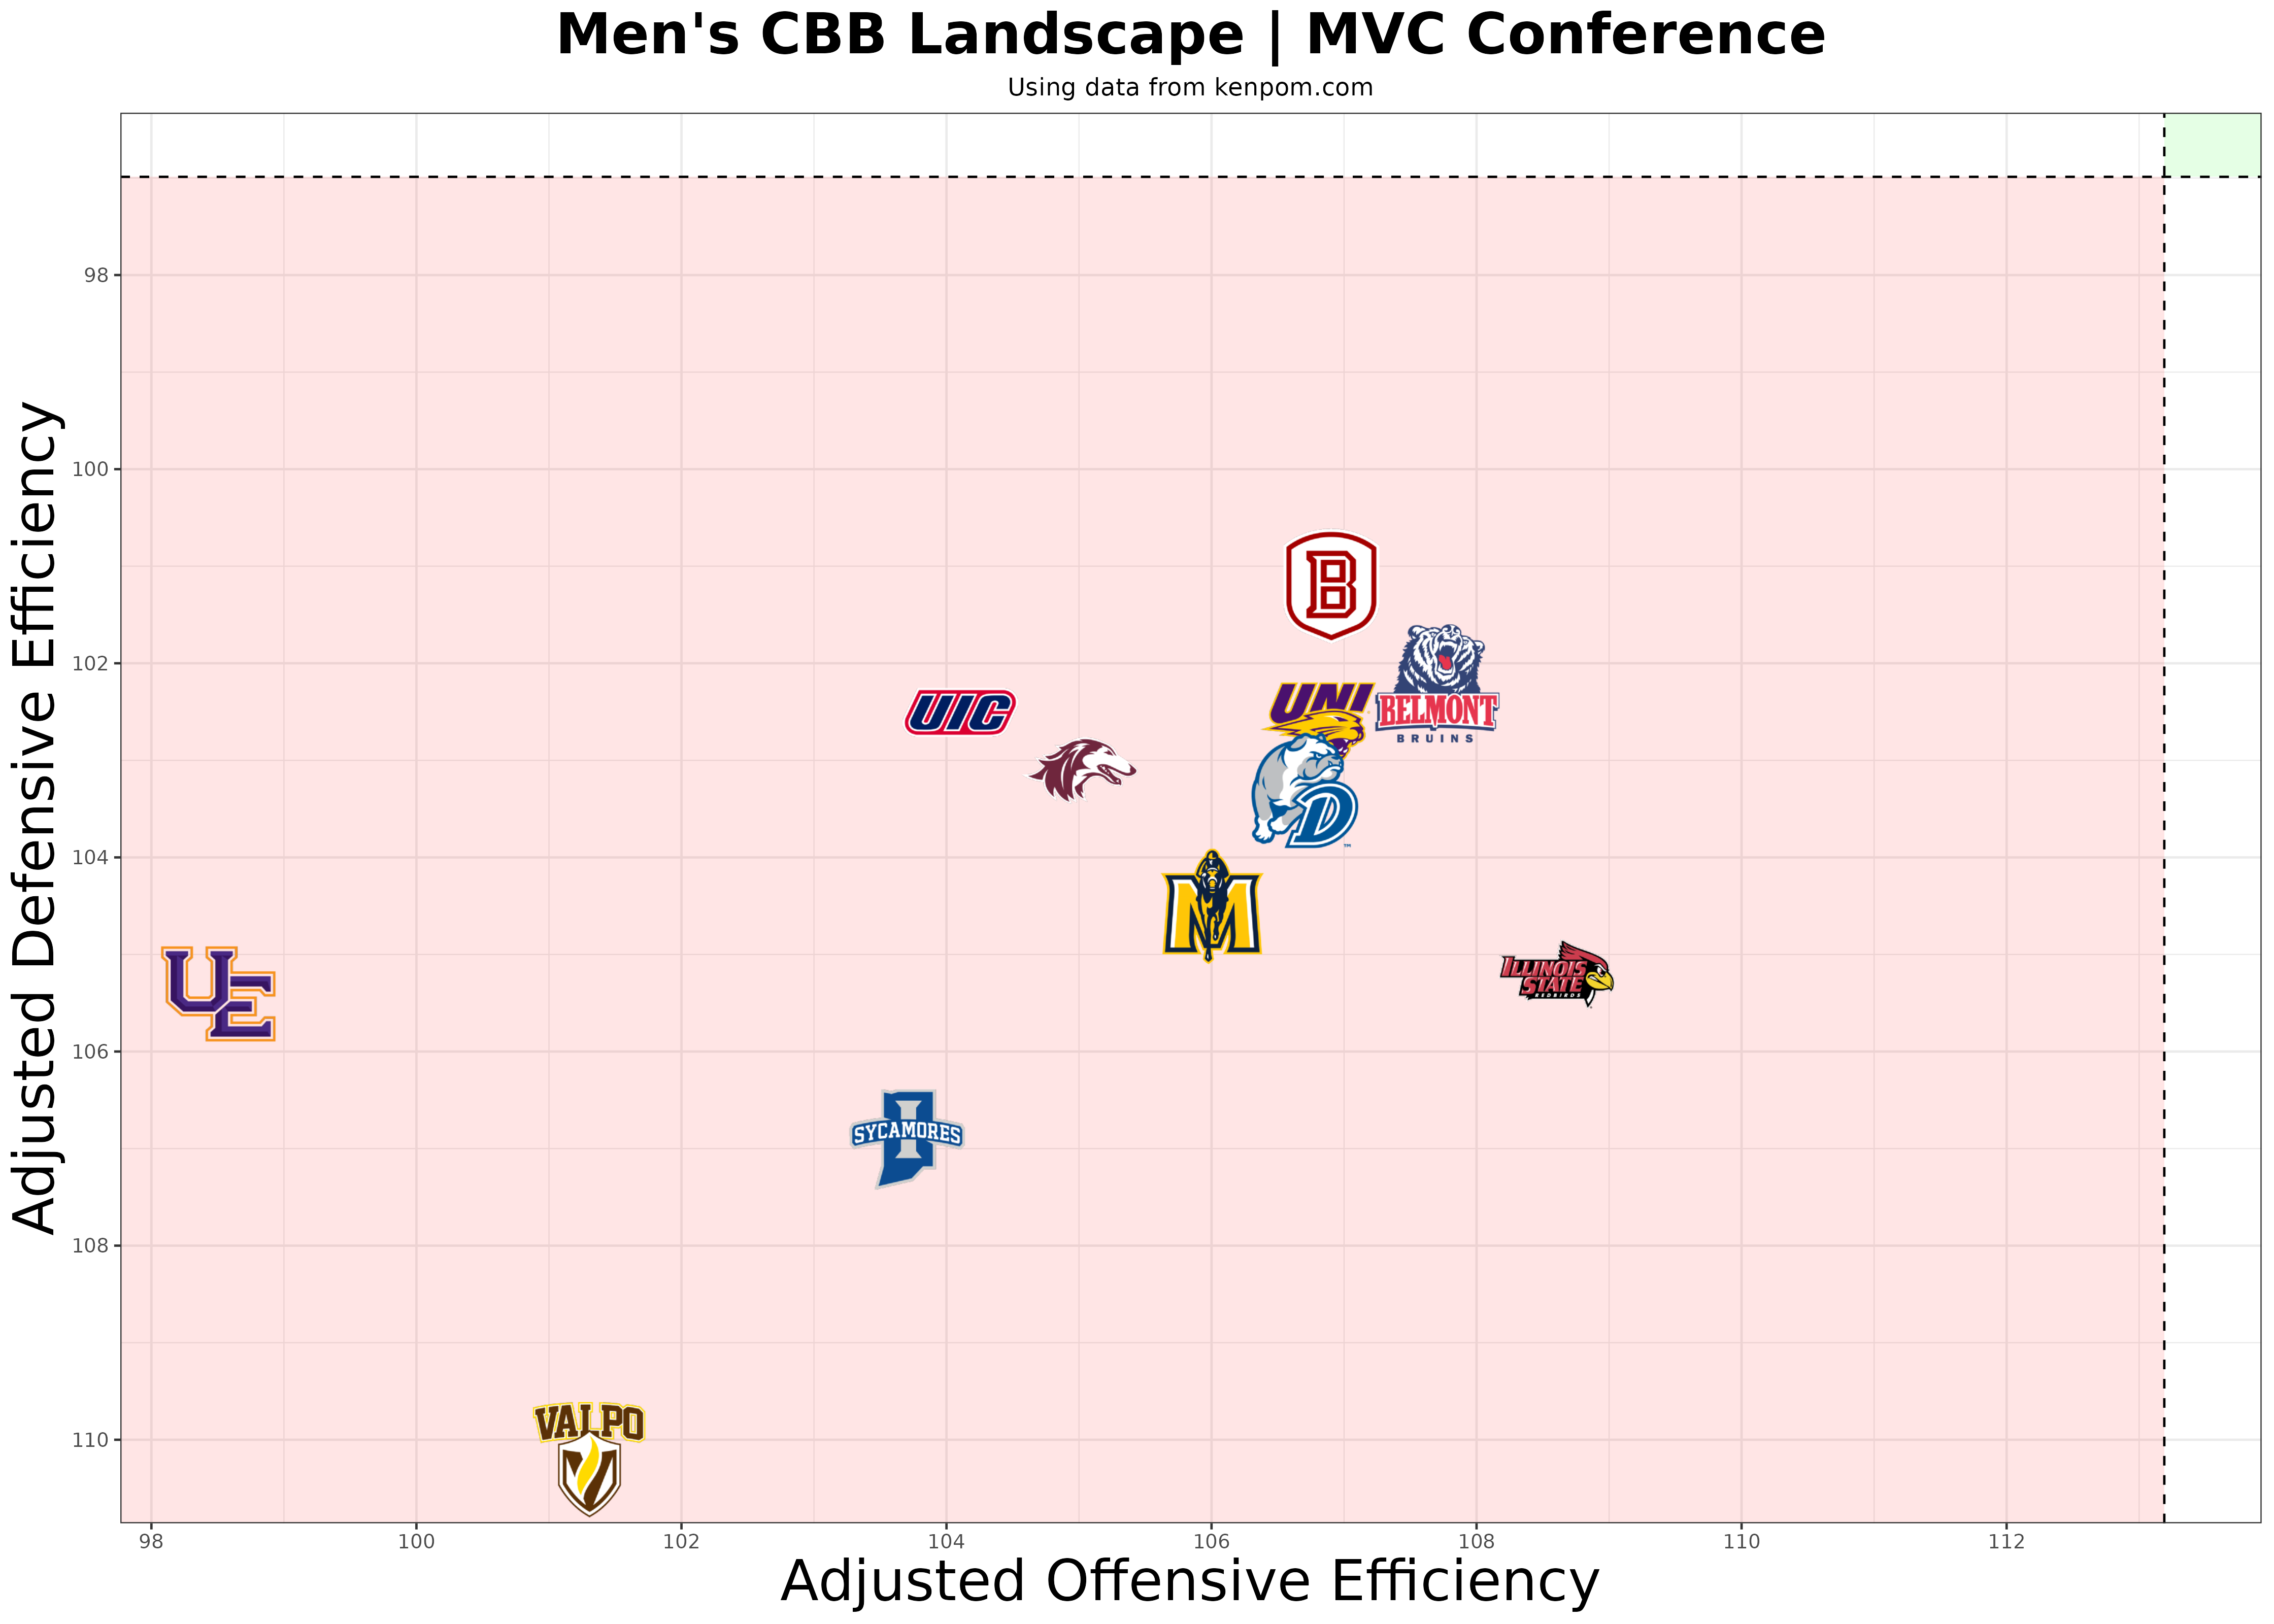 Men's CBB Landscape | MVC Conference
Using data from kenpom.com
Adjusted Defensive Efficiency
98
100
102
104
106
108
110
B
BELMONT
BRUINS
UNI
UIC
D
TM
M
UE
ILLINOIS
STATE
REDBIRDS
I
SYCAMORES
VALPO
98
100
102
104
106
108
110
112
Adjusted Offensive Efficiency